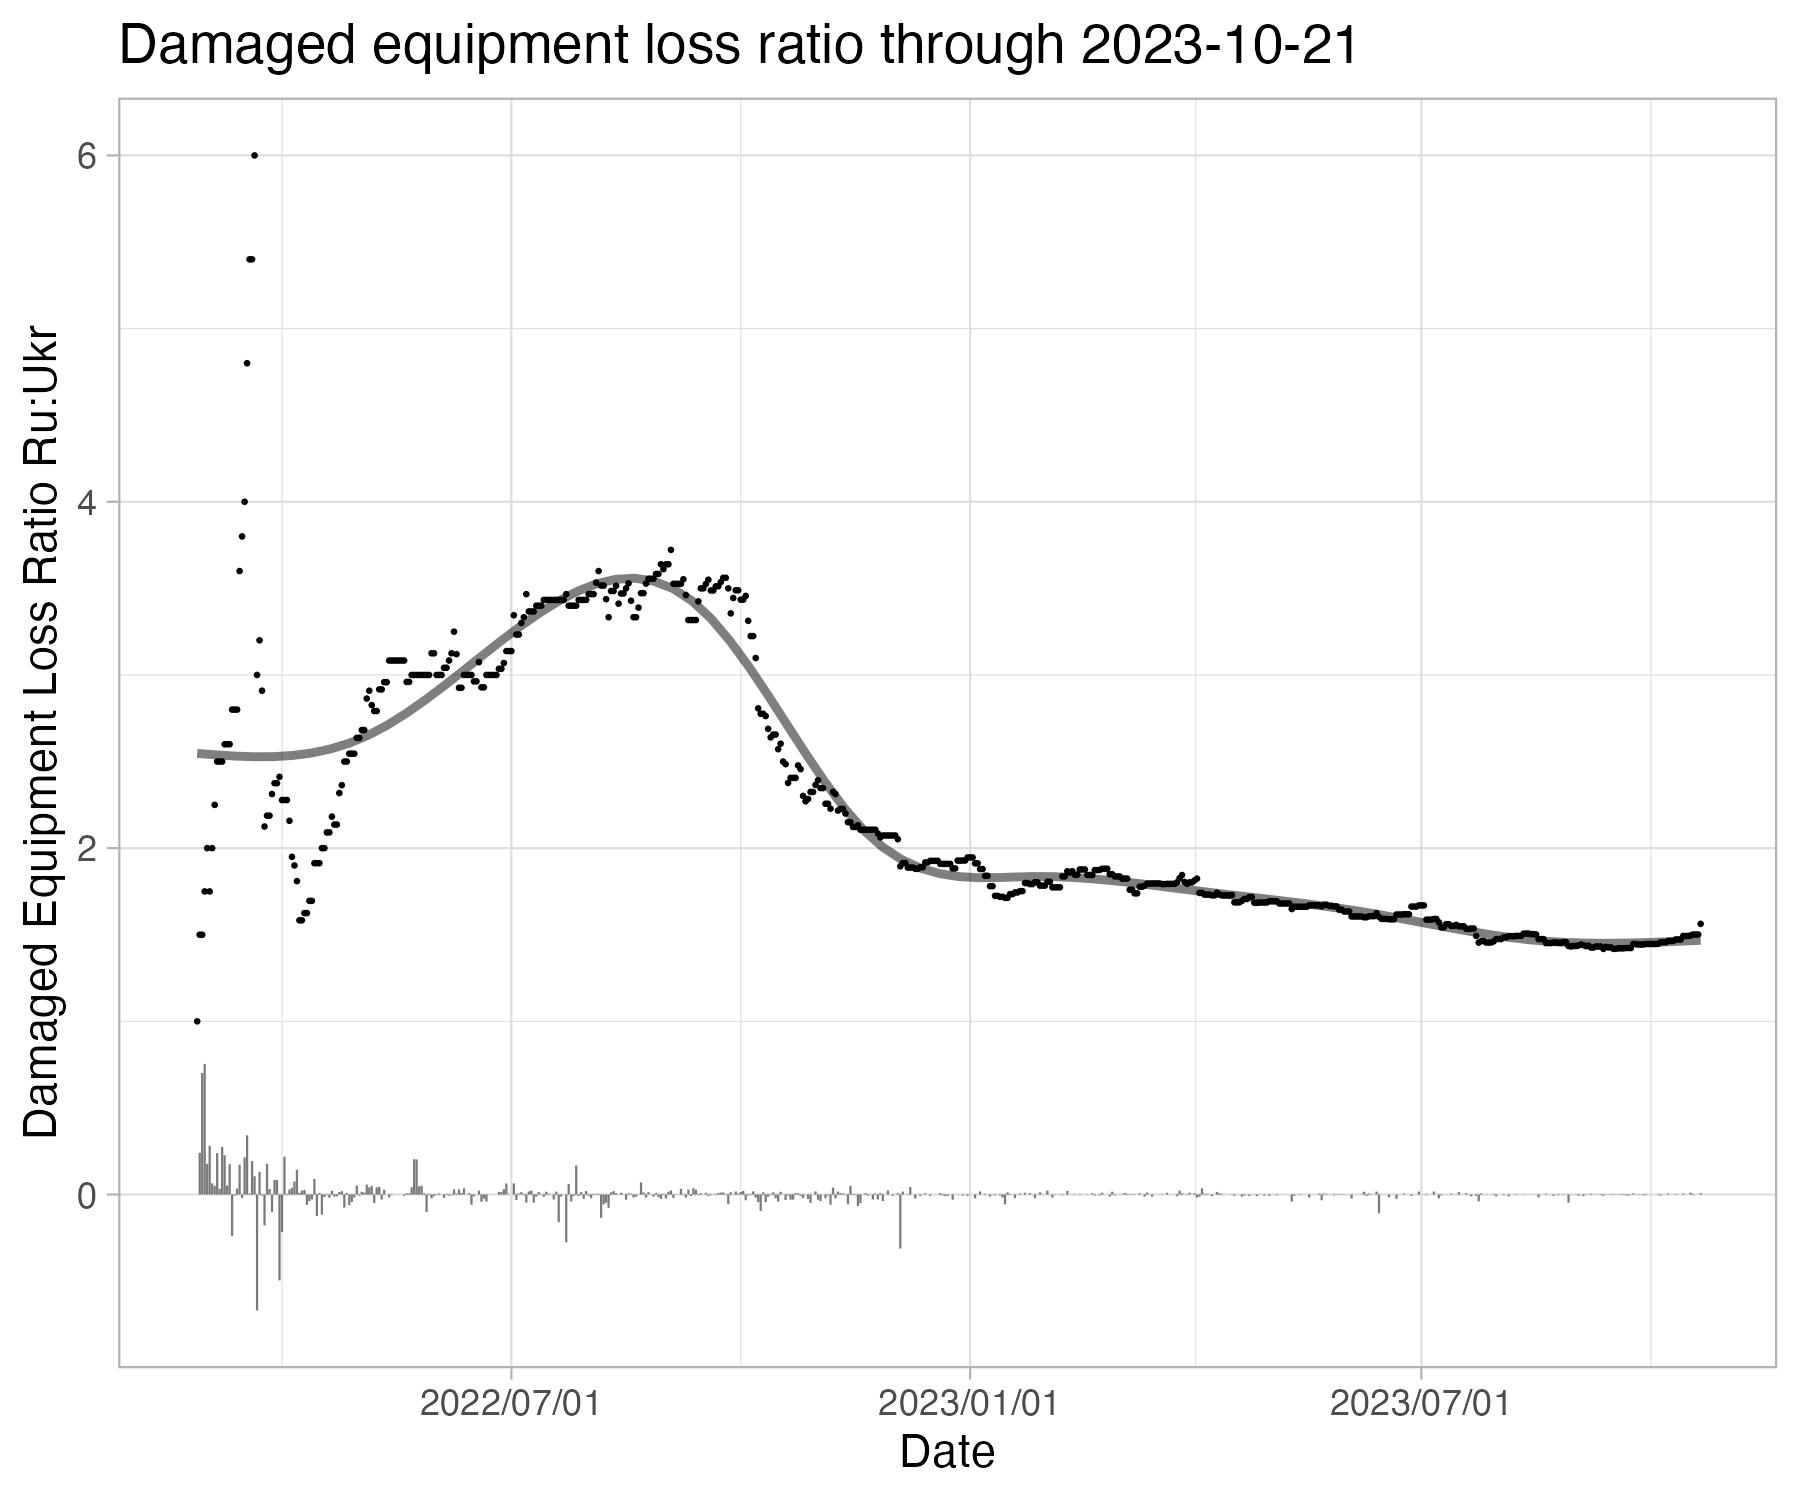 Damaged equipment loss ratio through 2023-10-21
Damaged Equipment Loss Ratio Ru:Ukr
6
4
2
0
2022/07/01
2023/01/01
2023/07/01
Date